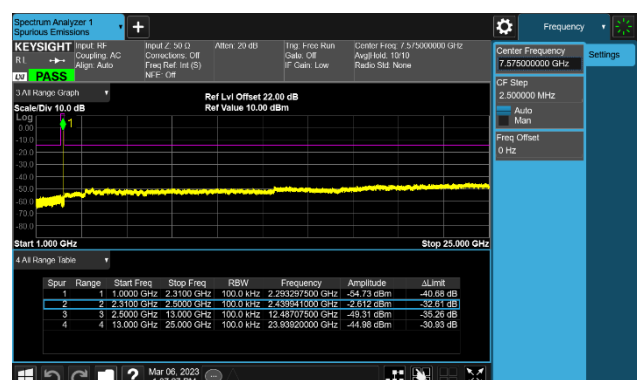 Spectrum Analyzer 1
Spurious Emissions
Frequency
KEYSIGHT
Input: RF
Coupling: AC
Align: Auto
Input Z: 50 Ω
Corrections: Off
Freq Ref: Int (S)
NFE: Off
Atten: 20 dB
Trig: Free Run
Gate: Off
IF Gain: Low
Center Freq: 7.575000000 GHz
Avg|Hold: 10/10
Radio Std: None
RL
LW PASS
Center Frequency
7.575000000 GHz
Settings
CF Step
2.500000 MHz
Auto
Man
Freq Offset
0 Hz
3 All Range Graph
Scale/Div 10.0 dB
Ref Lvl Offset 22.00 dB
Ref Value 10.00 dBm
Log
1
0.00
-10.0
-20.0
-30.0
-40.0
-50.0
-60.0
-70.0
-80.0
Start 1.000 GHz
Stop 25.000 GHz
4 All Range Table
Spur Range Start Freq Stop Freq RBW Frequency Amplitude ΔLimit
1 1 1.0000 GHz 2.3100 GHz 100.0 kHz 2.293297500 GHz -54.73 dBm -40.68 dB
2 2 2.3100 GHz 2.5000 GHz 100.0 kHz 2.439941000 GHz -2.612 dBm -32.61 dB
3 3 2.5000 GHz 13.000 GHz 100.0 kHz 12.48707500 GHz -49.31 dBm -35.26 dB
4 4 13.000 GHz 25.000 GHz 100.0 kHz 23.93920000 GHz -44.98 dBm -30.93 dB
Mar 06, 2023